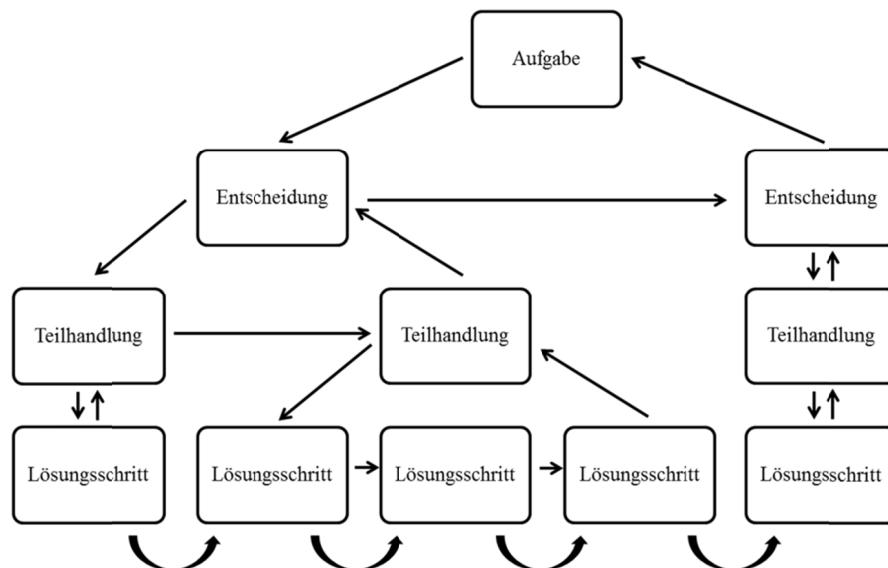 Aufgabe
Entscheidung
Entscheidung
Teilhandlung
Teilhandlung
Teilhandlung
Lösungsschritt
Lösungsschritt
Lösungsschritt
Lösungsschritt
Lösungsschritt